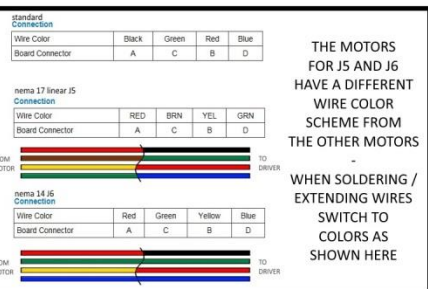 standard
Connection
Wire Color Black Green Red Blue
Board Connector A C B D
nema 17 linear J5
Connection
Wire Color RED BRN YEL GRN
Board Connector A C B D
TO
DRIVER
nema 14 J6
Connection
Wire Color Red Green Yellow Blue
Board Connector A C B D
TO
DRIVER
THE MOTORS
FOR J5 AND J6
HAVE A DIFFERENT
WIRE COLOR
SCHEME FROM
THE OTHER MOTORS
-
WHEN SOLDERING /
EXTENDING WIRES
SWITCH TO
COLORS AS
SHOWN HERE